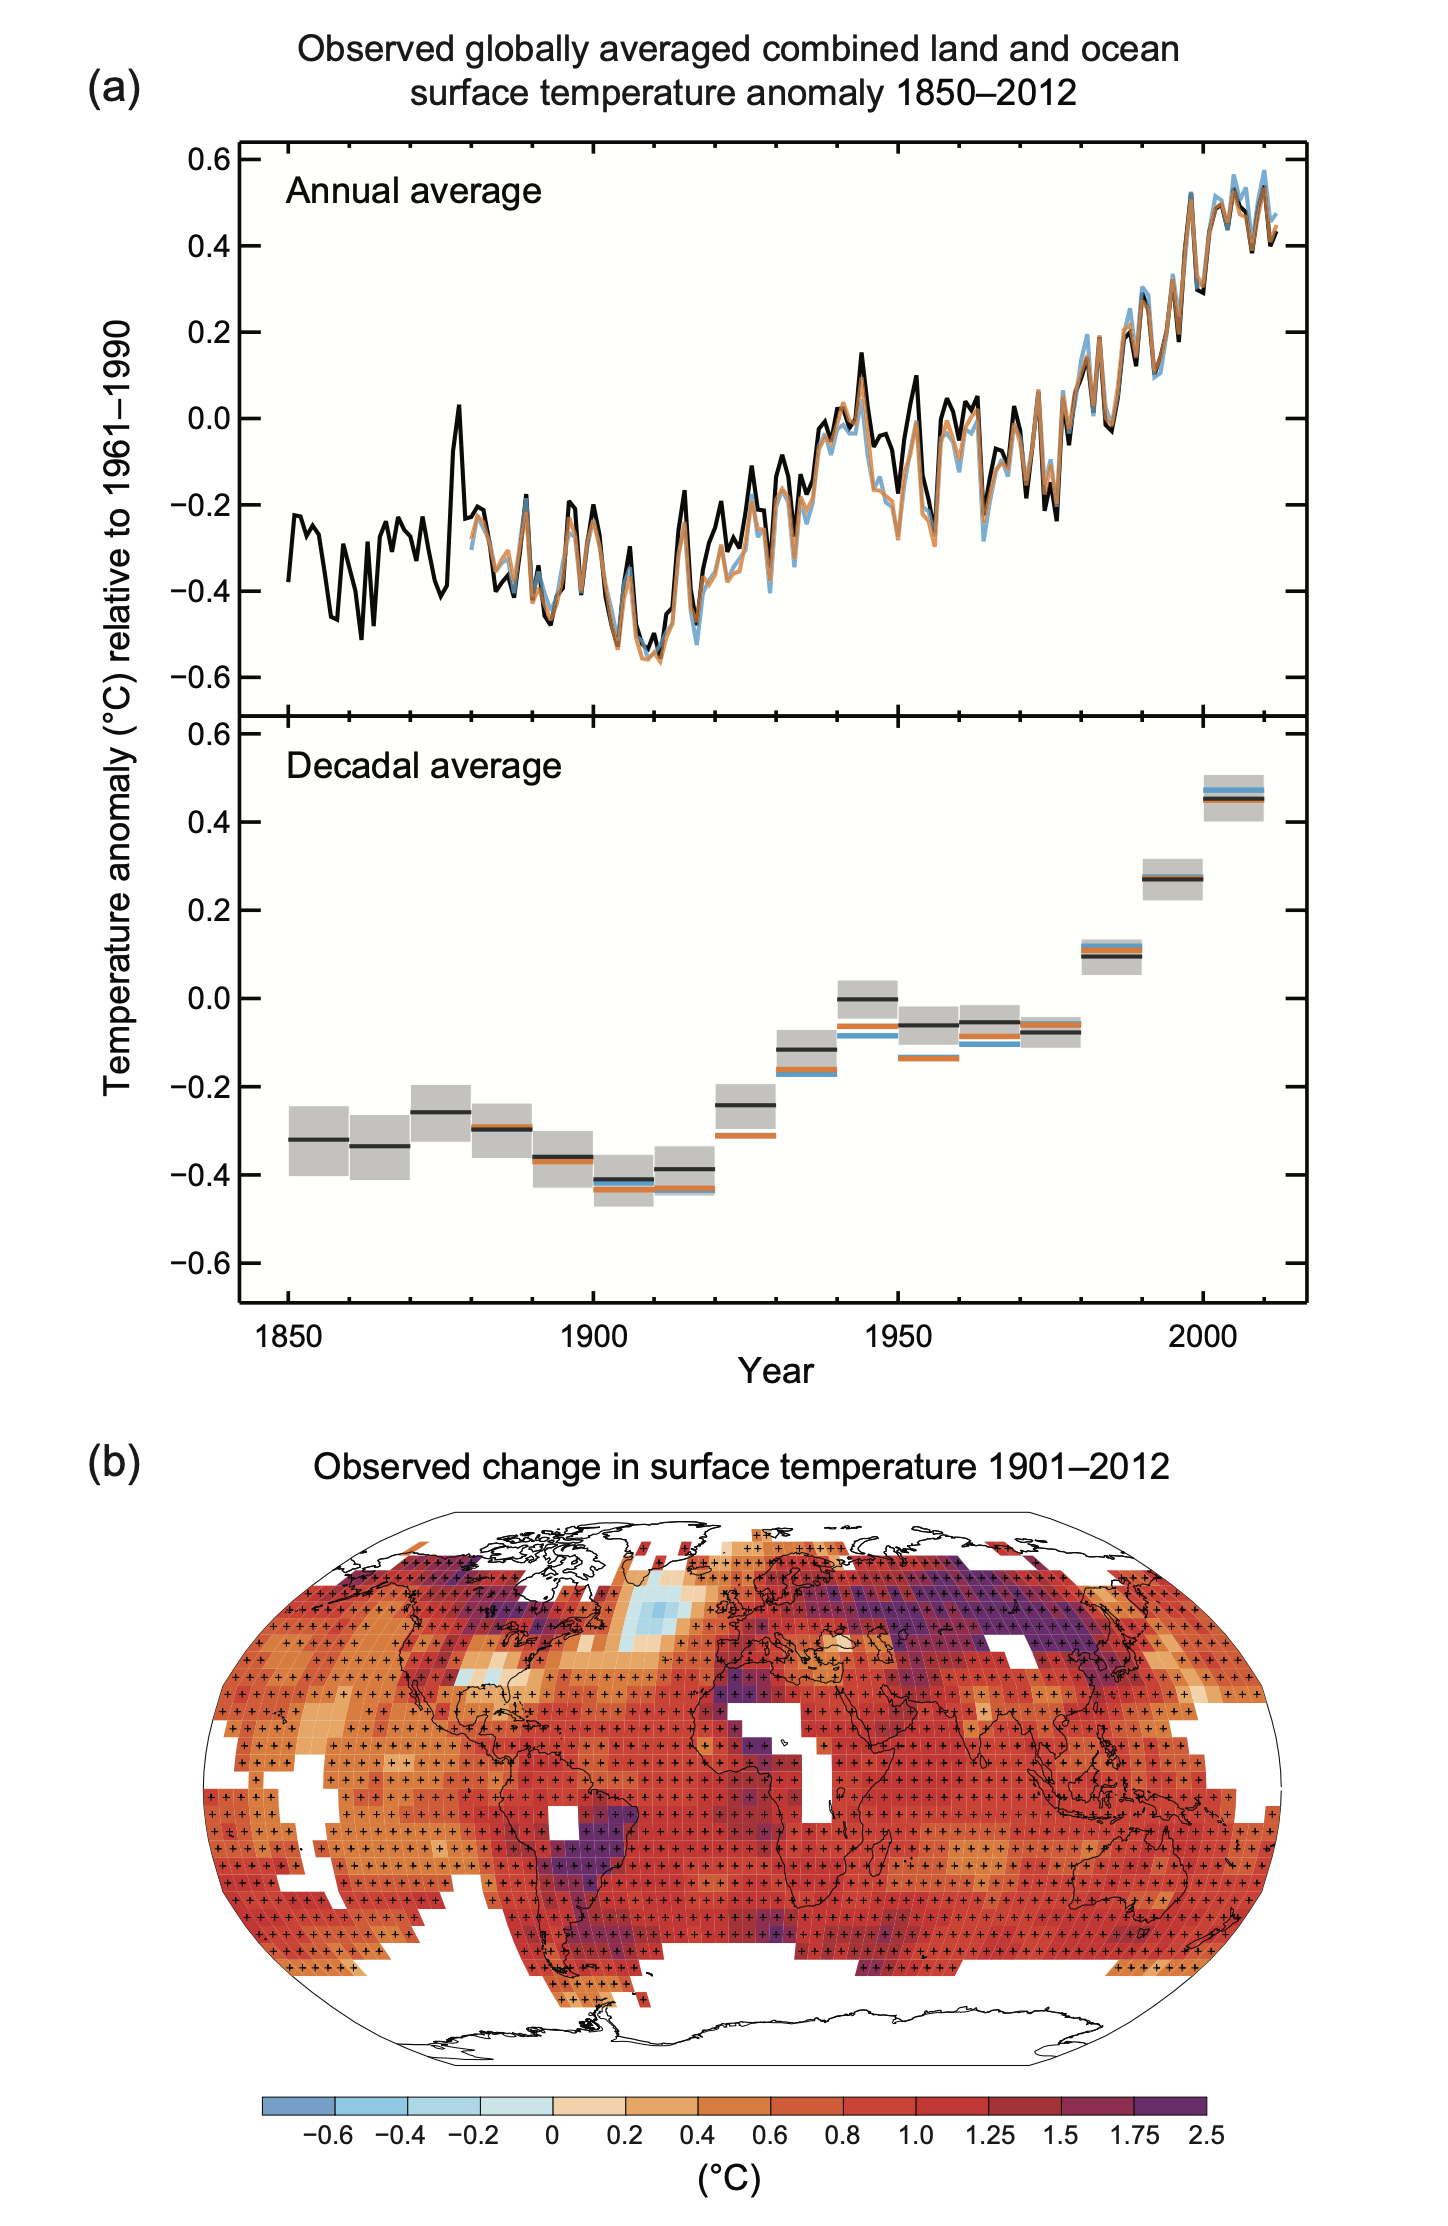 (a)
Observed globally averaged combined land and ocean
surface temperature anomaly 1850–2012
Temperature anomaly (°C) relative to 1961–1990
Annual average
0.6
0.4
0.2
0.0
−0.2
−0.4
−0.6
Decadal average
0.6
0.4
0.2
0.0
−0.2
−0.4
−0.6
1850 1900 1950 2000
Year
(b)
Observed change in surface temperature 1901–2012
−0.6 −0.4 −0.2 0 0.2 0.4 0.6 0.8 1.0 1.25 1.5 1.75 2.5
(°C)